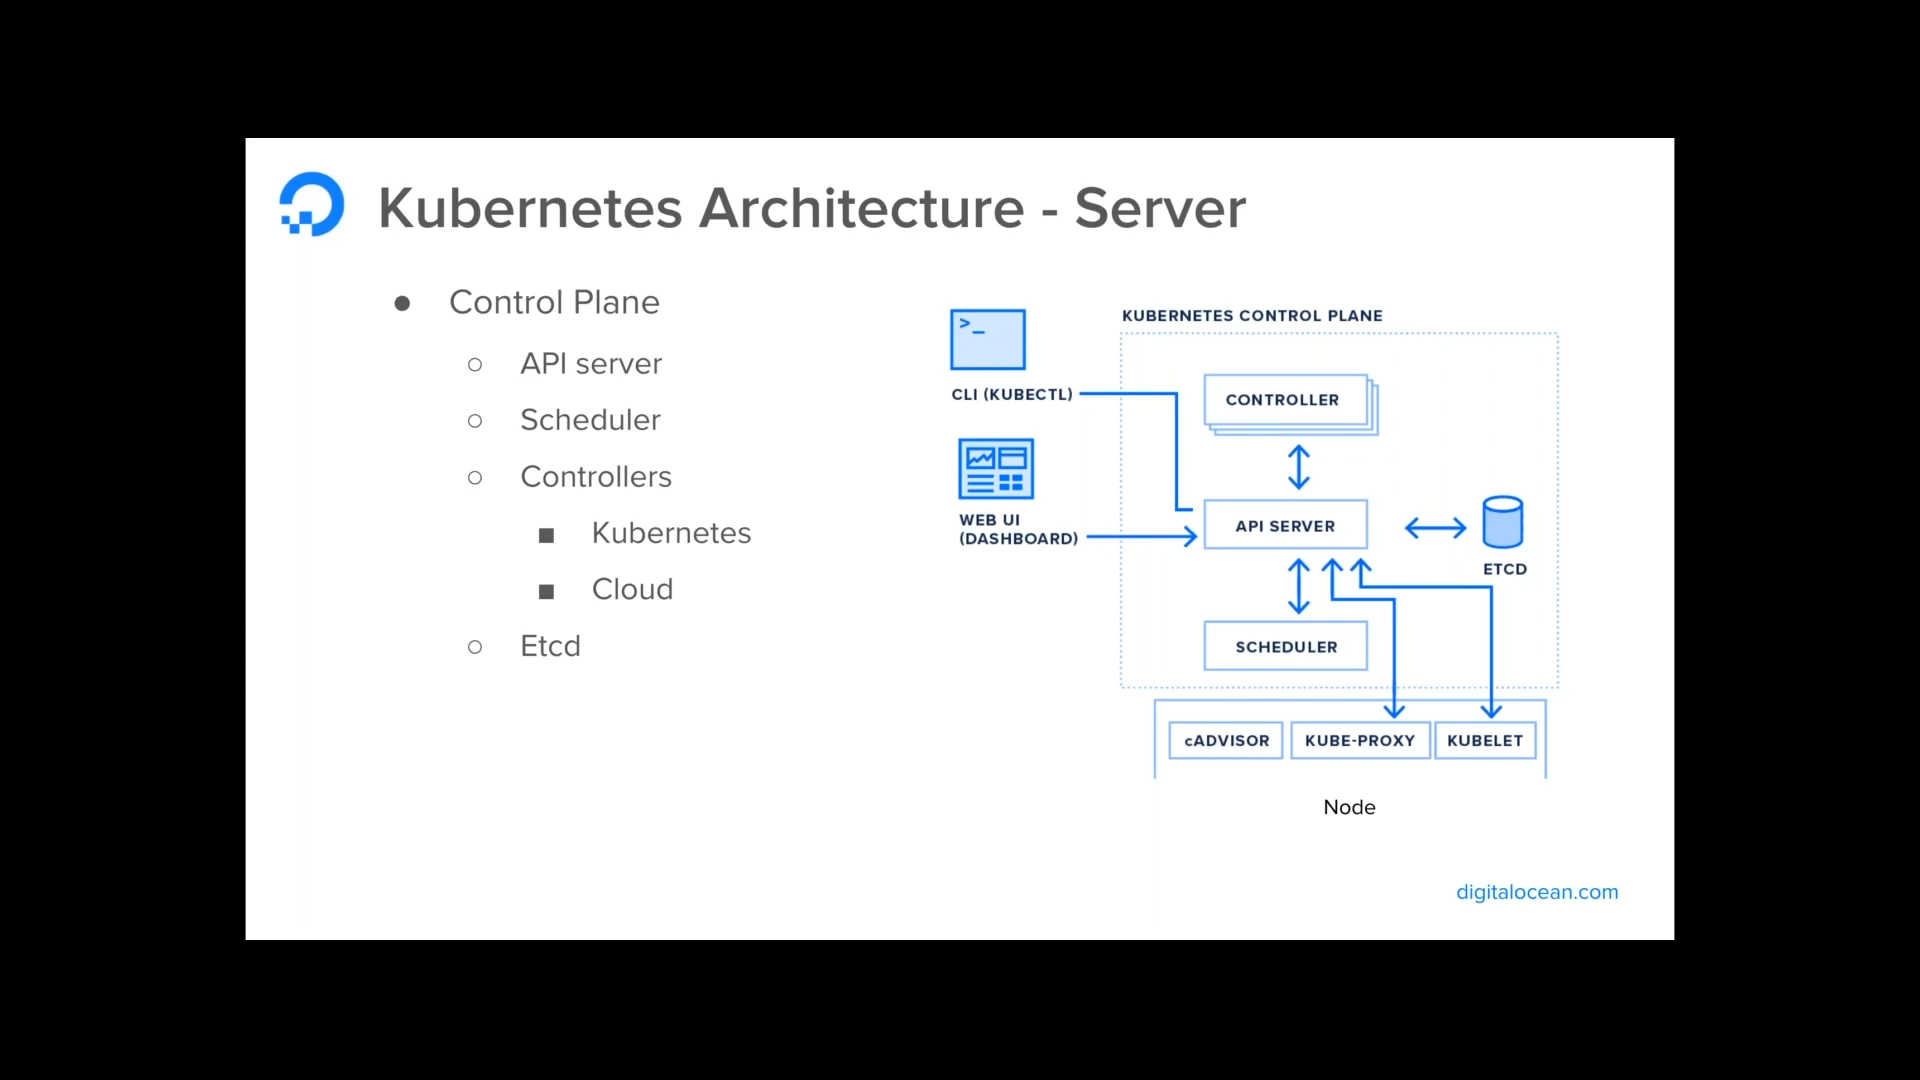 Kubernetes Architecture - Server
● Control Plane
○ API server
○ Scheduler
○ Controllers
■ Kubernetes
■ Cloud
○ Etcd
>_
CLI (KUBECTL)
WEB UI
(DASHBOARD)
KUBERNETES CONTROL PLANE
CONTROLLER
API SERVER
ETCD
SCHEDULER
cADVISOR
KUBE-PROXY
KUBELET
Node
digitalocean.com